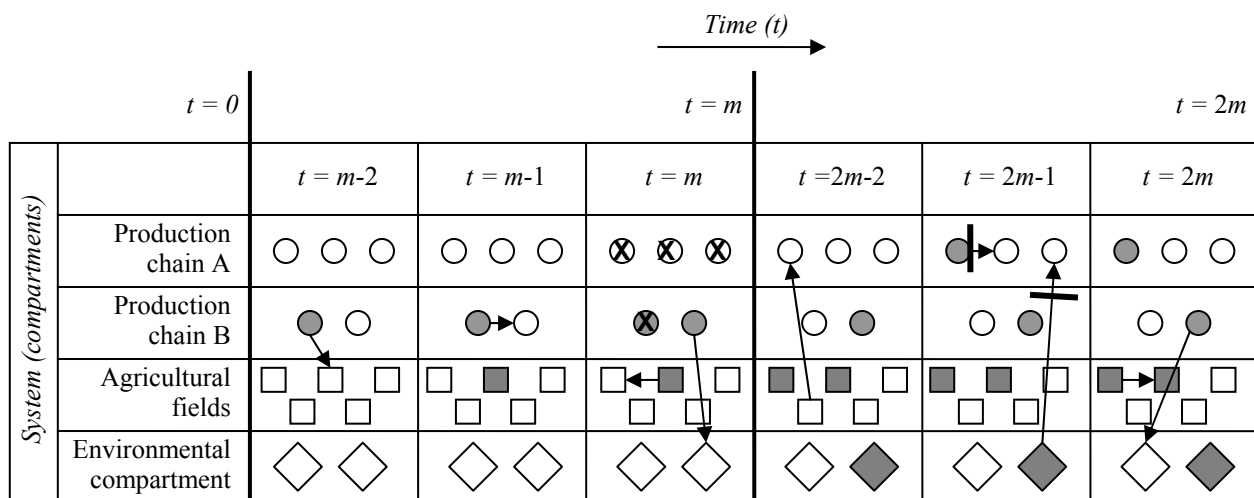 Time (t)
t = 0
t = m
t = 2m
System (compartments)
t = m-2
t = m-1
t = m
t =2m-2
t = 2m-1
t = 2m
Production
chain A
X X X
Production
chain B
X
Agricultural
fields
Environmental
compartment